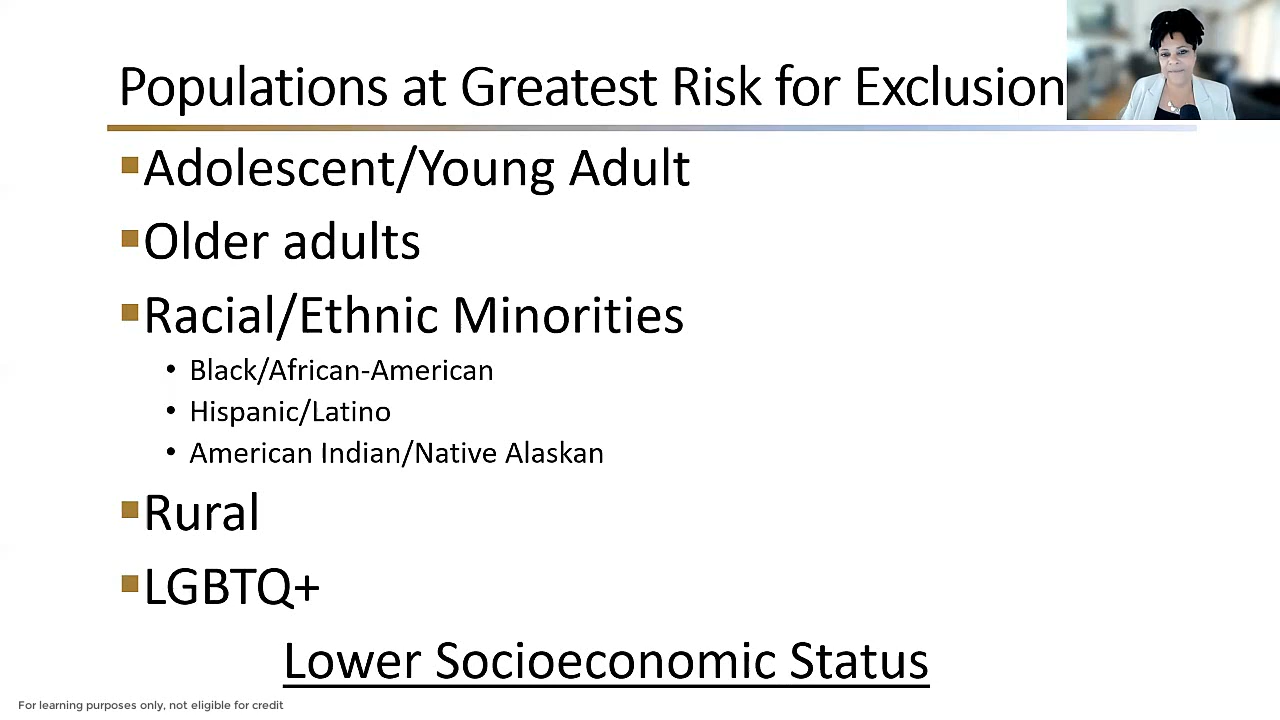 Populations at Greatest Risk for Exclusion
▪Adolescent/Young Adult
▪Older adults
▪Racial/Ethnic Minorities
• Black/African-American
• Hispanic/Latino
• American Indian/Native Alaskan
▪Rural
▪LGBTQ+
Lower Socioeconomic Status
For learning purposes only, not eligible for credit